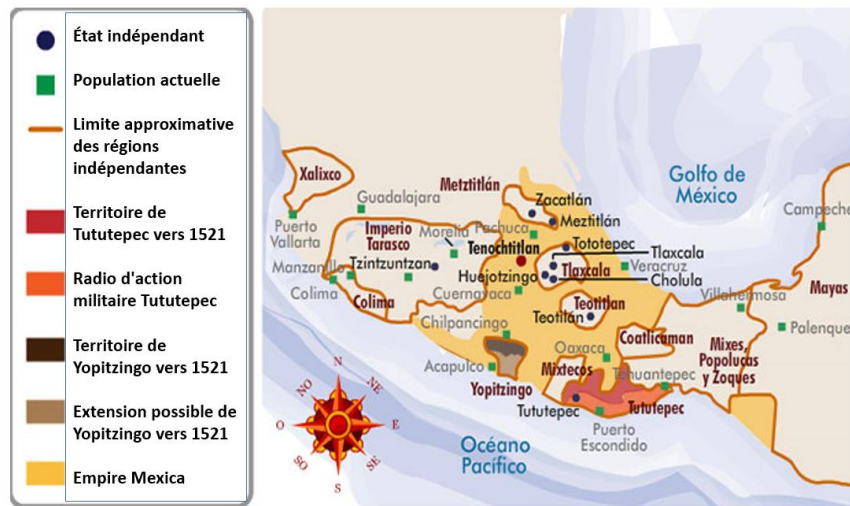 État indépendant
Population actuelle
Limite approximative
des régions
indépendantes
Territoire de
Tututepec vers 1521
Radio d'action
militaire Tututepec
Territoire de
Yopitzingo vers 1521
Extension possible de
Yopitzingo vers 1521
Empire Mexica
Xalixco
Metztitlán
Golfo de
México
Zacatlán
Guadalajara
Meztitlán
Puerto
Vallarta
Imperio
Tarasco
Morelia
Pachuca
Campeche
Tenochtitlan
Tototepec
Tlaxcala
Manzanillo
Tzintzuntzan
Huejotzingo
Tlaxcala
Veracruz
Cholula
Mayas
Colima
Colima
Cuernavaca
Teotitlan
Villahermosa
Chilpancingo
Teotilán
Coatlicaman
Palenque
Oaxaca
Mixes,
Popolucas
y Zoques
Acapulco
Mixtecos
Tehuantepec
Yopitzingo
Tututepec
Tututepec
Puerto
Escondido
Océano
Pacífico
N
NO
NE
O
E
SO
SE
S